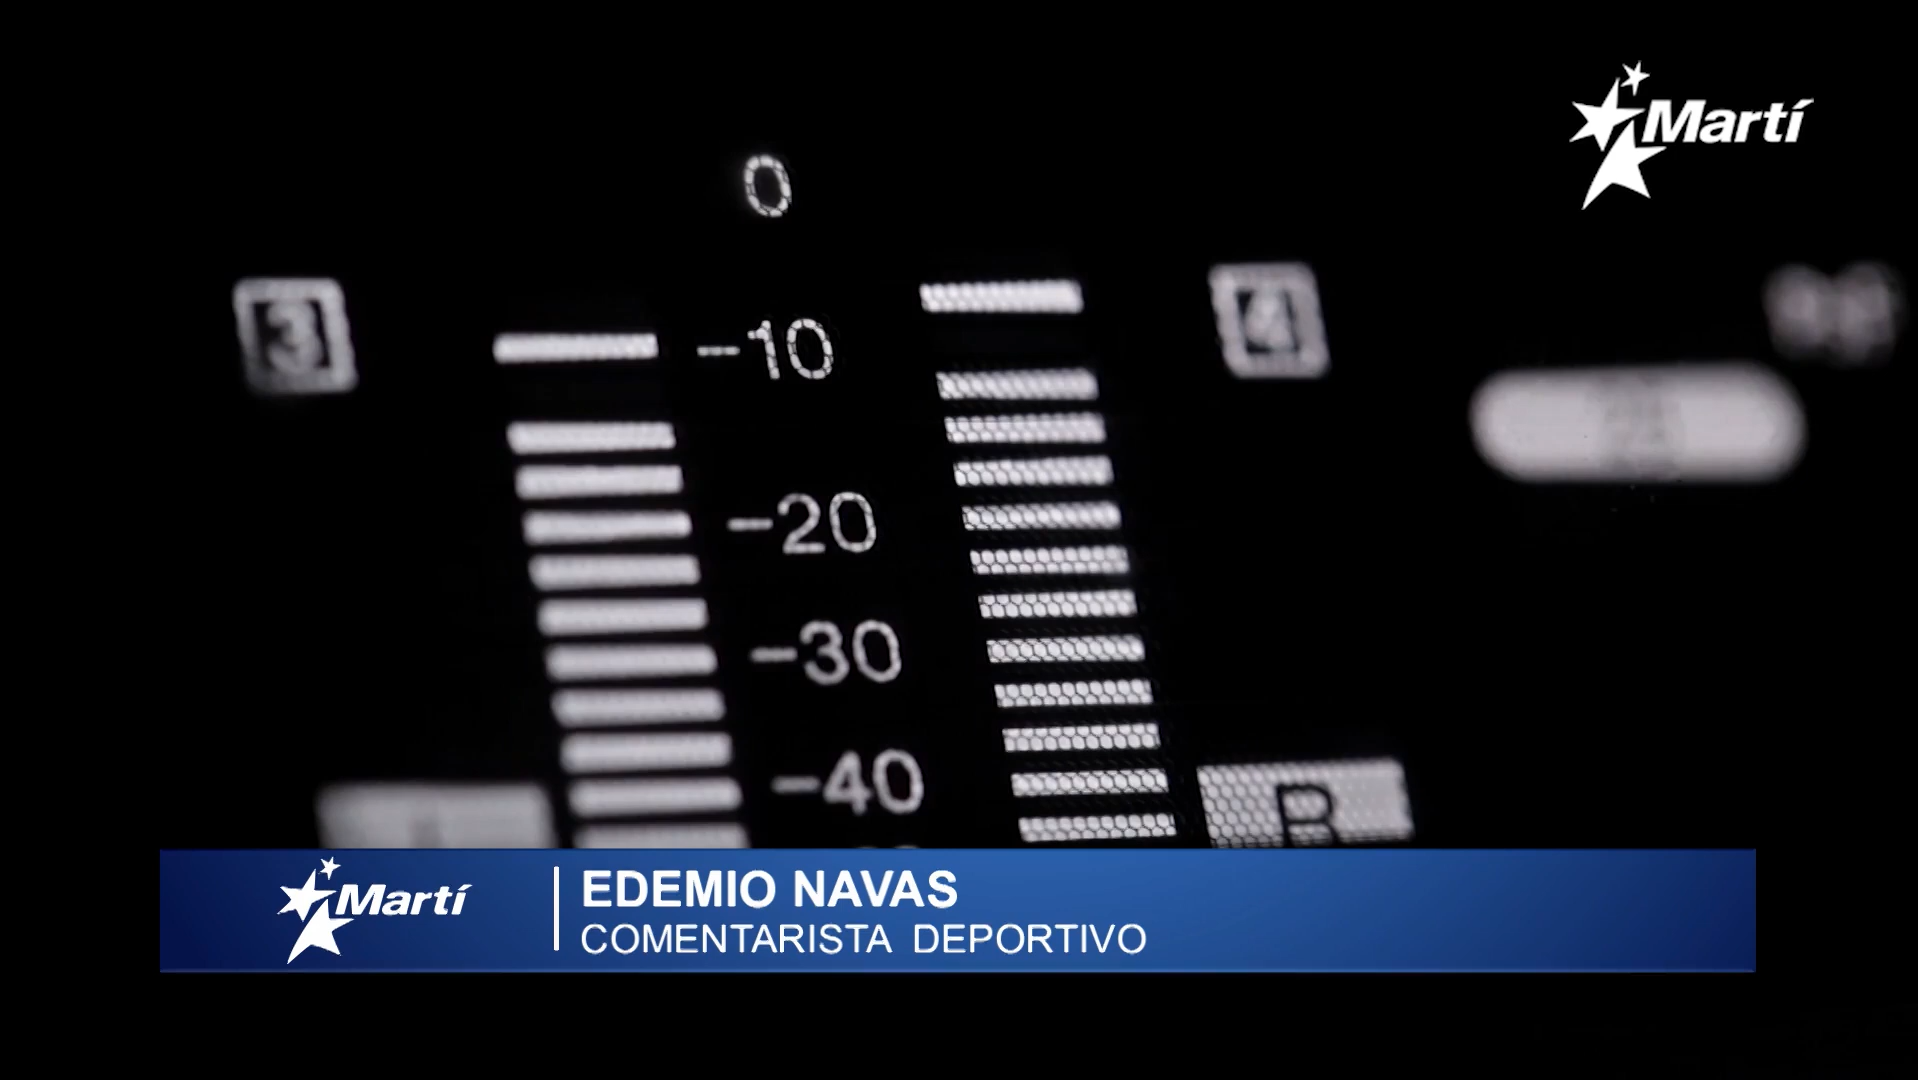 Martí
0
3
4
-10
-20
-30
-40
R
Martí
EDEMIO NAVAS
COMENTARISTA DEPORTIVO